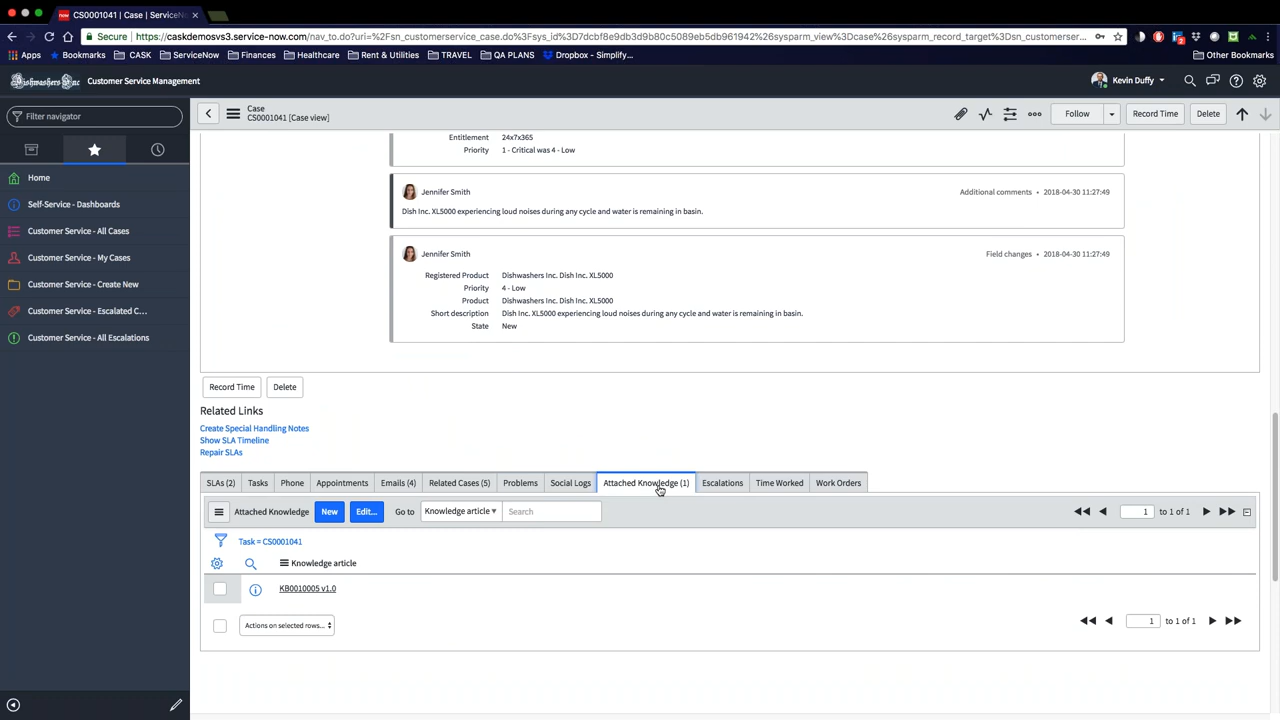 CS0001041 | Case | ServiceN
Secure
https://caskdemosvs3.service-now.com/nav_to.do?uri=%2Fsn_customerservice_case.do%3Fsys_id%3D7dcbf8e9db3d9b80c5089eb5db961942%26sysparm_view%3Dcase%26sysparm_record_target%3Dsn_customerser...
Apps
Bookmarks
CASK
ServiceNow
Finances
Healthcare
Rent & Utilities
TRAVEL
QA PLANS
Dropbox - Simplify...
Other Bookmarks
Customer Service Management
Kevin Duffy
Filter navigator
Case
CS0001041 [Case view]
Follow
Record Time
Delete
Home
Self-Service - Dashboards
Customer Service - All Cases
Customer Service - My Cases
Customer Service - Create New
Customer Service - Escalated C...
Customer Service - All Escalations
Entitlement 24x7x365
Priority 1 - Critical was 4 - Low
Jennifer Smith
Additional comments • 2018-04-30 11:27:49
Dish Inc. XL5000 experiencing loud noises during any cycle and water is remaining in basin.
Jennifer Smith
Field changes • 2018-04-30 11:27:49
Registered Product Dishwashers Inc. Dish Inc. XL5000
Priority 4 - Low
Product Dishwashers Inc. Dish Inc. XL5000
Short description Dish Inc. XL5000 experiencing loud noises during any cycle and water is remaining in basin.
State New
Record Time
Delete
Related Links
Create Special Handling Notes
Show SLA Timeline
Repair SLAs
SLAs (2)
Tasks
Phone
Appointments
Emails (4)
Related Cases (5)
Problems
Social Logs
Attached Knowledge (1)
Escalations
Time Worked
Work Orders
Attached Knowledge
New
Edit...
Go to
Knowledge article
Search
1 to 1 of 1
Task = CS0001041
Knowledge article
KB0010005 v1.0
Actions on selected rows...
1 to 1 of 1